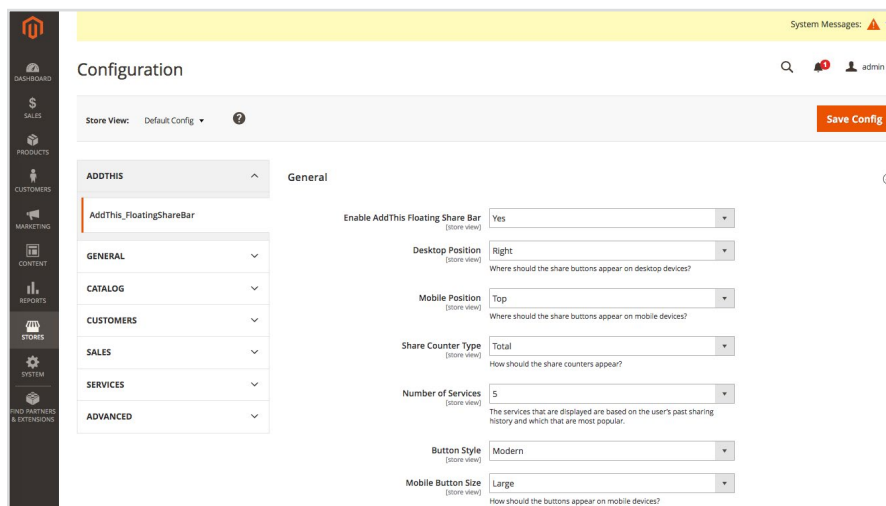 System Messages:
DASHBOARD
SALES
PRODUCTS
CUSTOMERS
MARKETING
CONTENT
REPORTS
STORES
SYSTEM
FIND PARTNERS
& EXTENSIONS
Configuration
1
admin
Store View: Default Config
?
Save Config
ADDTHIS
AddThis_FloatingShareBar
GENERAL
CATALOG
CUSTOMERS
SALES
SERVICES
ADVANCED
General
Enable AddThis Floating Share Bar Yes
[store view]
Desktop Position Right
[store view]
Where should the share buttons appear on desktop devices?
Mobile Position Top
[store view]
Where should the share buttons appear on mobile devices?
Share Counter Type Total
[store view]
How should the share counters appear?
Number of Services 5
[store view]
The services that are displayed are based on the user's past sharing
history and which that are most popular.
Button Style Modern
[store view]
Mobile Button Size Large
[store view]
How should the buttons appear on mobile devices?